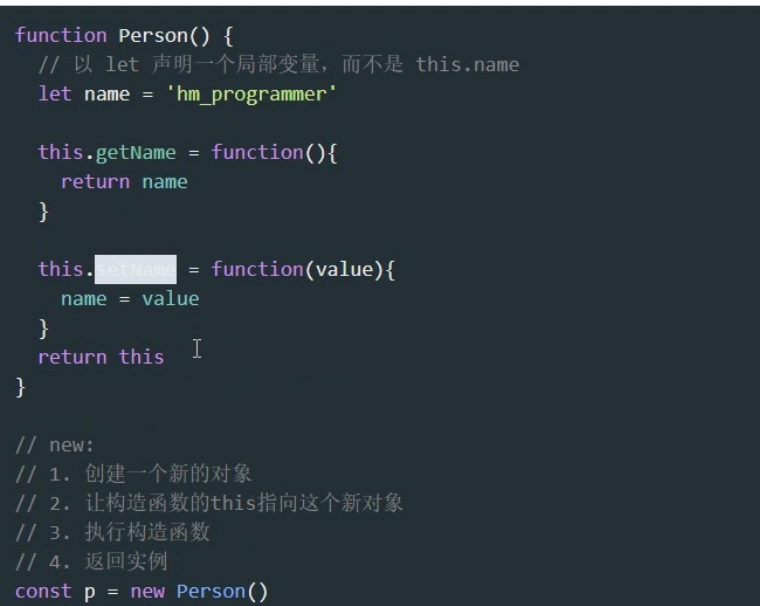 function Person() {
// 以 let 声明一个局部变量，而不是 this.name
let name = 'hm_programmer'
this.getName = function(){
return name
}
this.setName = function(value){
name = value
}
return this
}
// new:
// 1. 创建一个新的对象
// 2. 让构造函数的this指向这个新对象
// 3. 执行构造函数
// 4. 返回实例
const p = new Person()